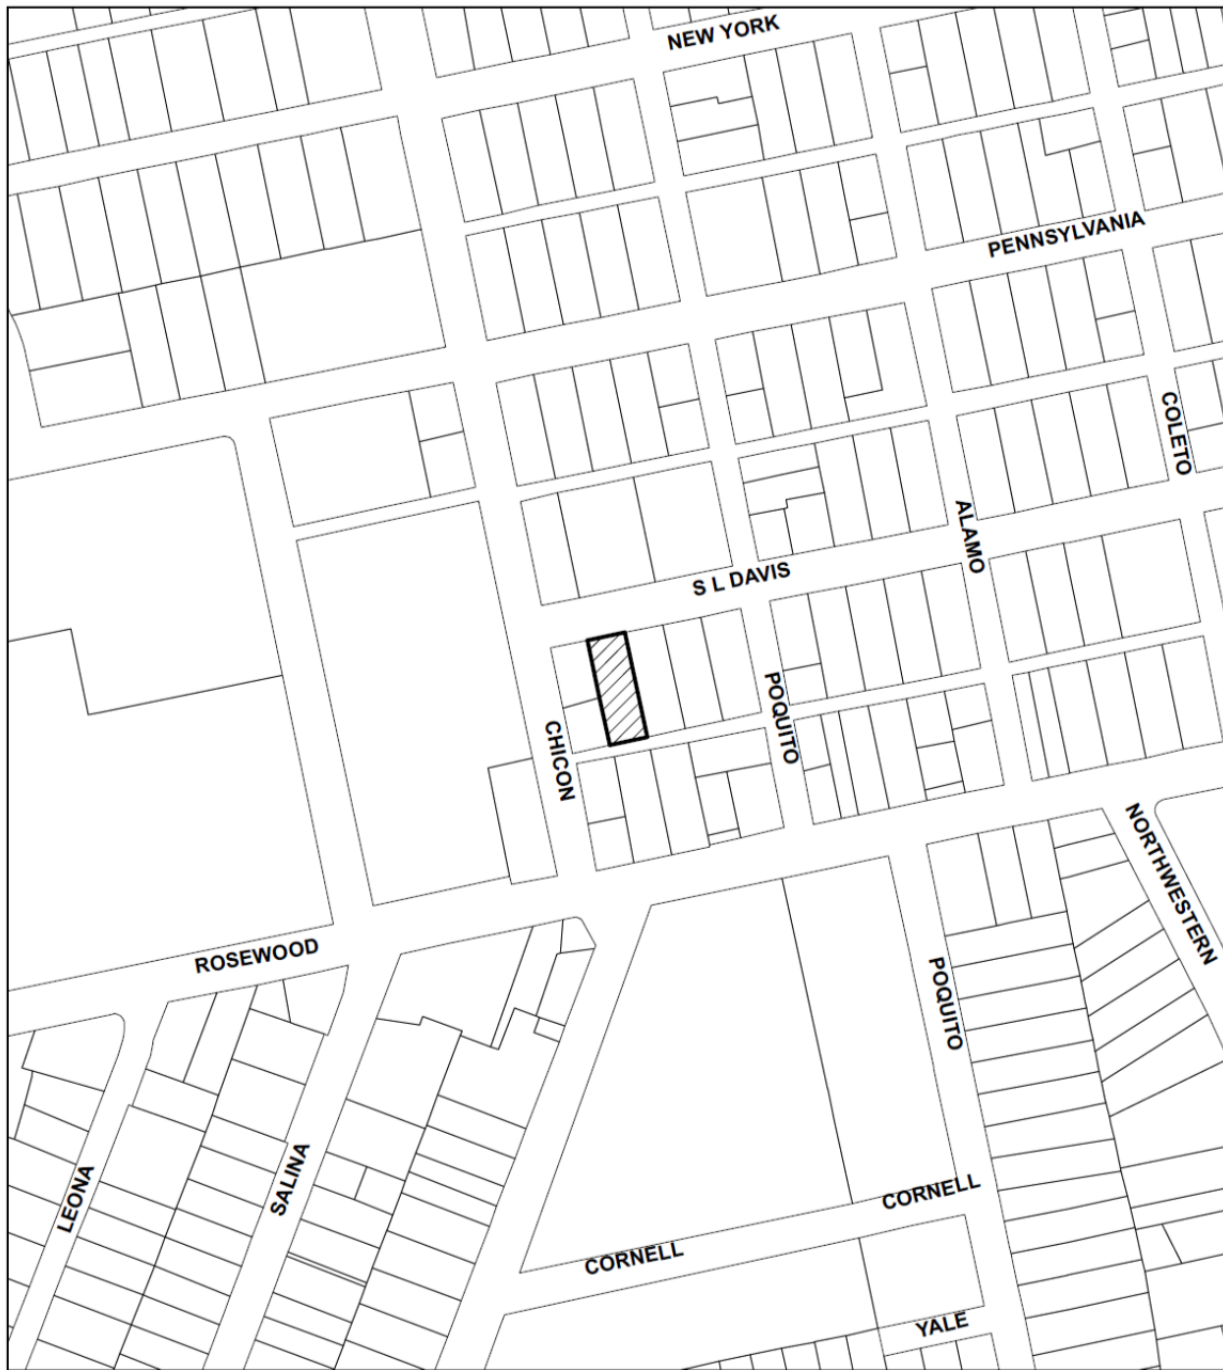 NEW YORK
PENNSYLVANIA
COLETO
ALAMO
S L DAVIS
POQUITO
CHICON
NORTHWESTERN
ROSEWOOD
POQUITO
LEONA
SALINA
CORNELL
CORNELL
YALE